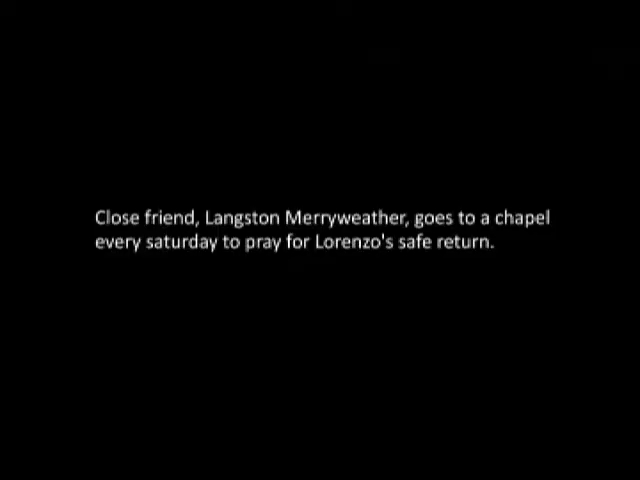 Close friend, Langston Merryweather, goes to a chapel
every saturday to pray for Lorenzo's safe return.